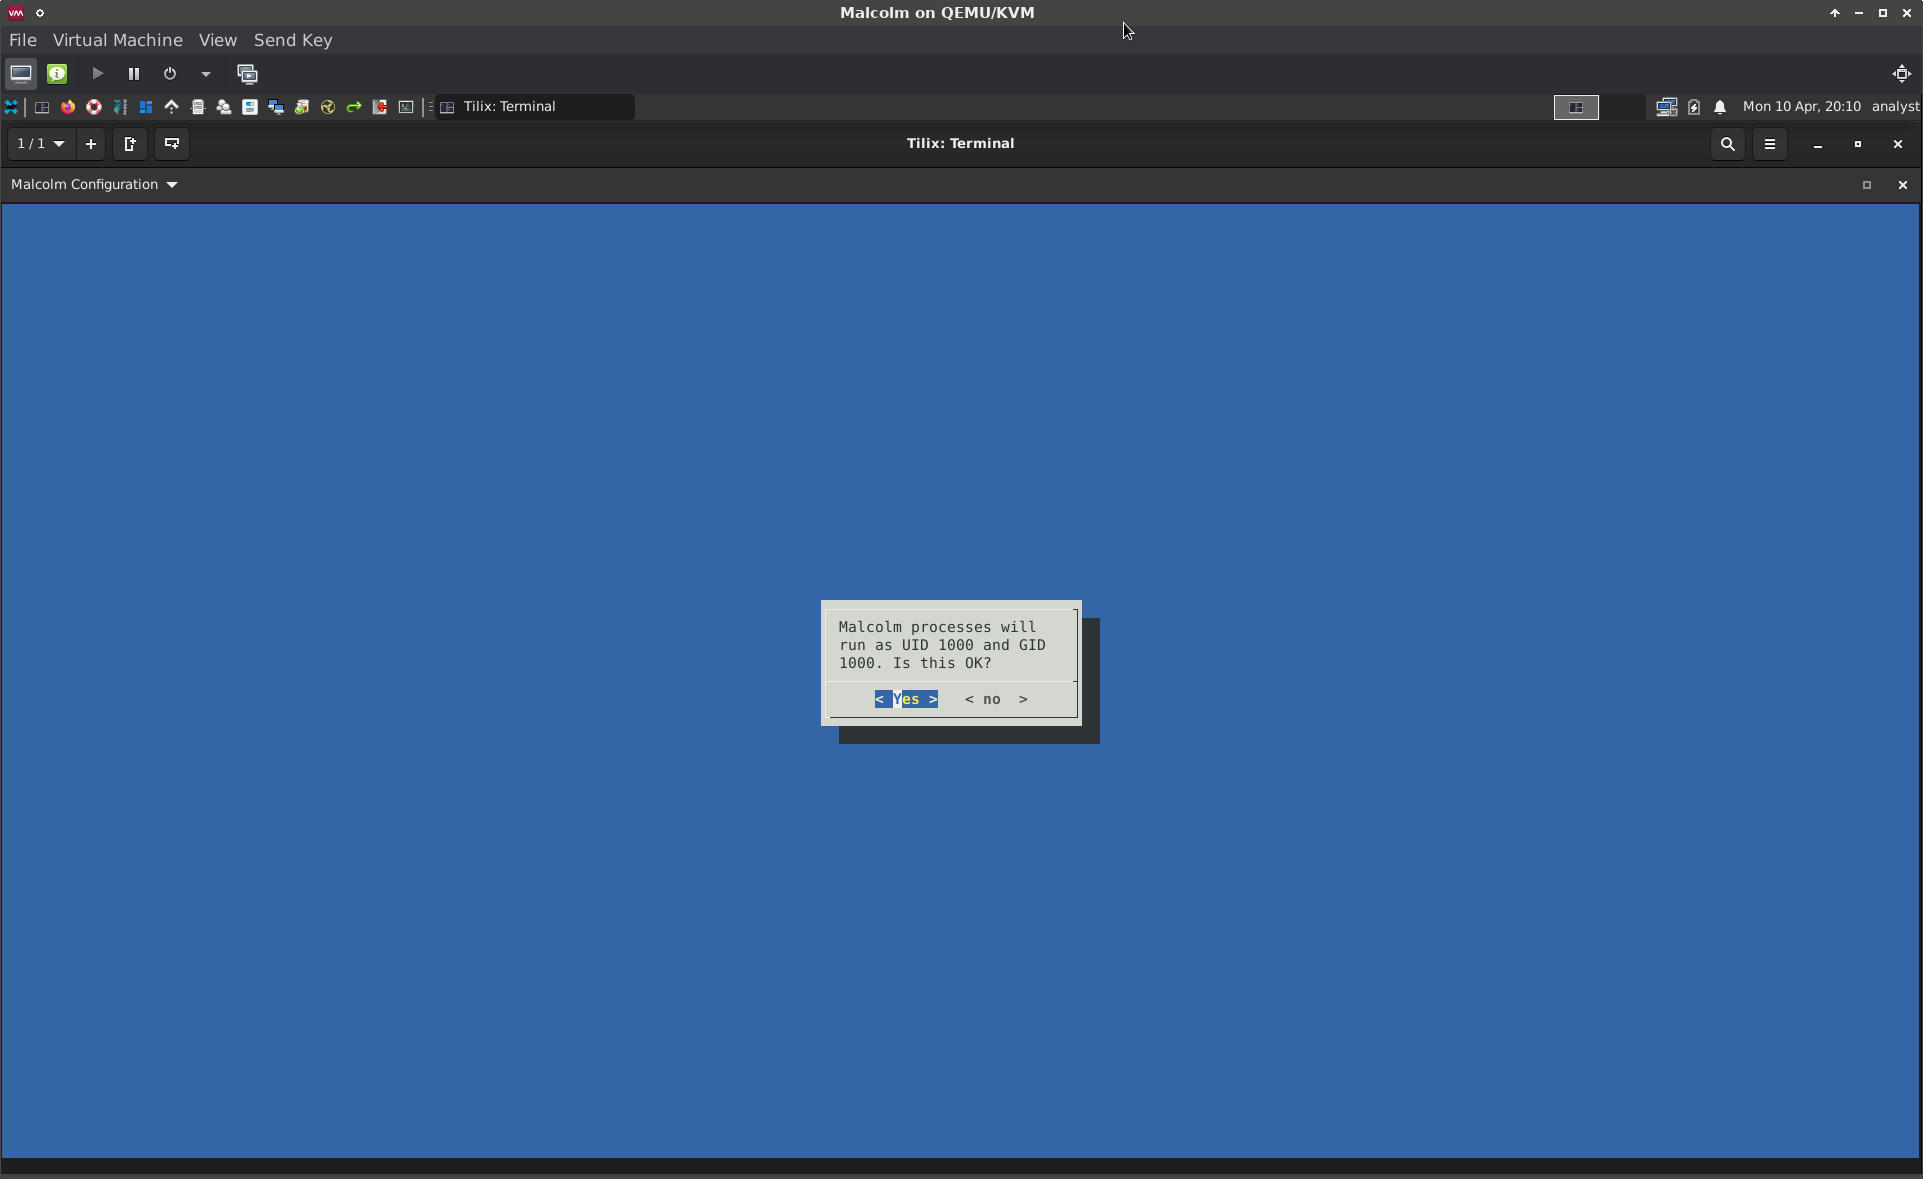 Malcolm on QEMU/KVM
File Virtual Machine View Send Key
Tilix: Terminal
Mon 10 Apr, 20:10 analyst
1 / 1
Tilix: Terminal
Malcolm Configuration
Malcolm processes will
run as UID 1000 and GID
1000. Is this OK?
< Yes > < no >